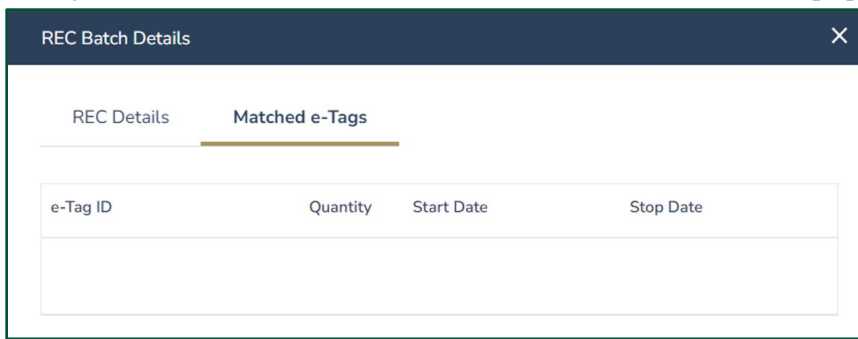 REC Batch Details
REC Details Matched e-Tags
e-Tag ID Quantity Start Date Stop Date